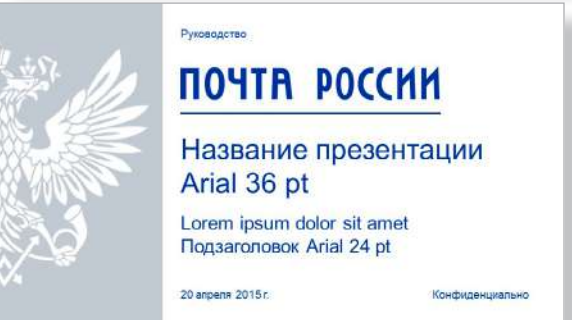 Руководство
ПОЧТА РОССИИ
Название презентации
Arial 36 pt
Lorem ipsum dolor sit amet
Подзаголовок Arial 24 pt
20 апреля 2015 г.
Конфиденциально